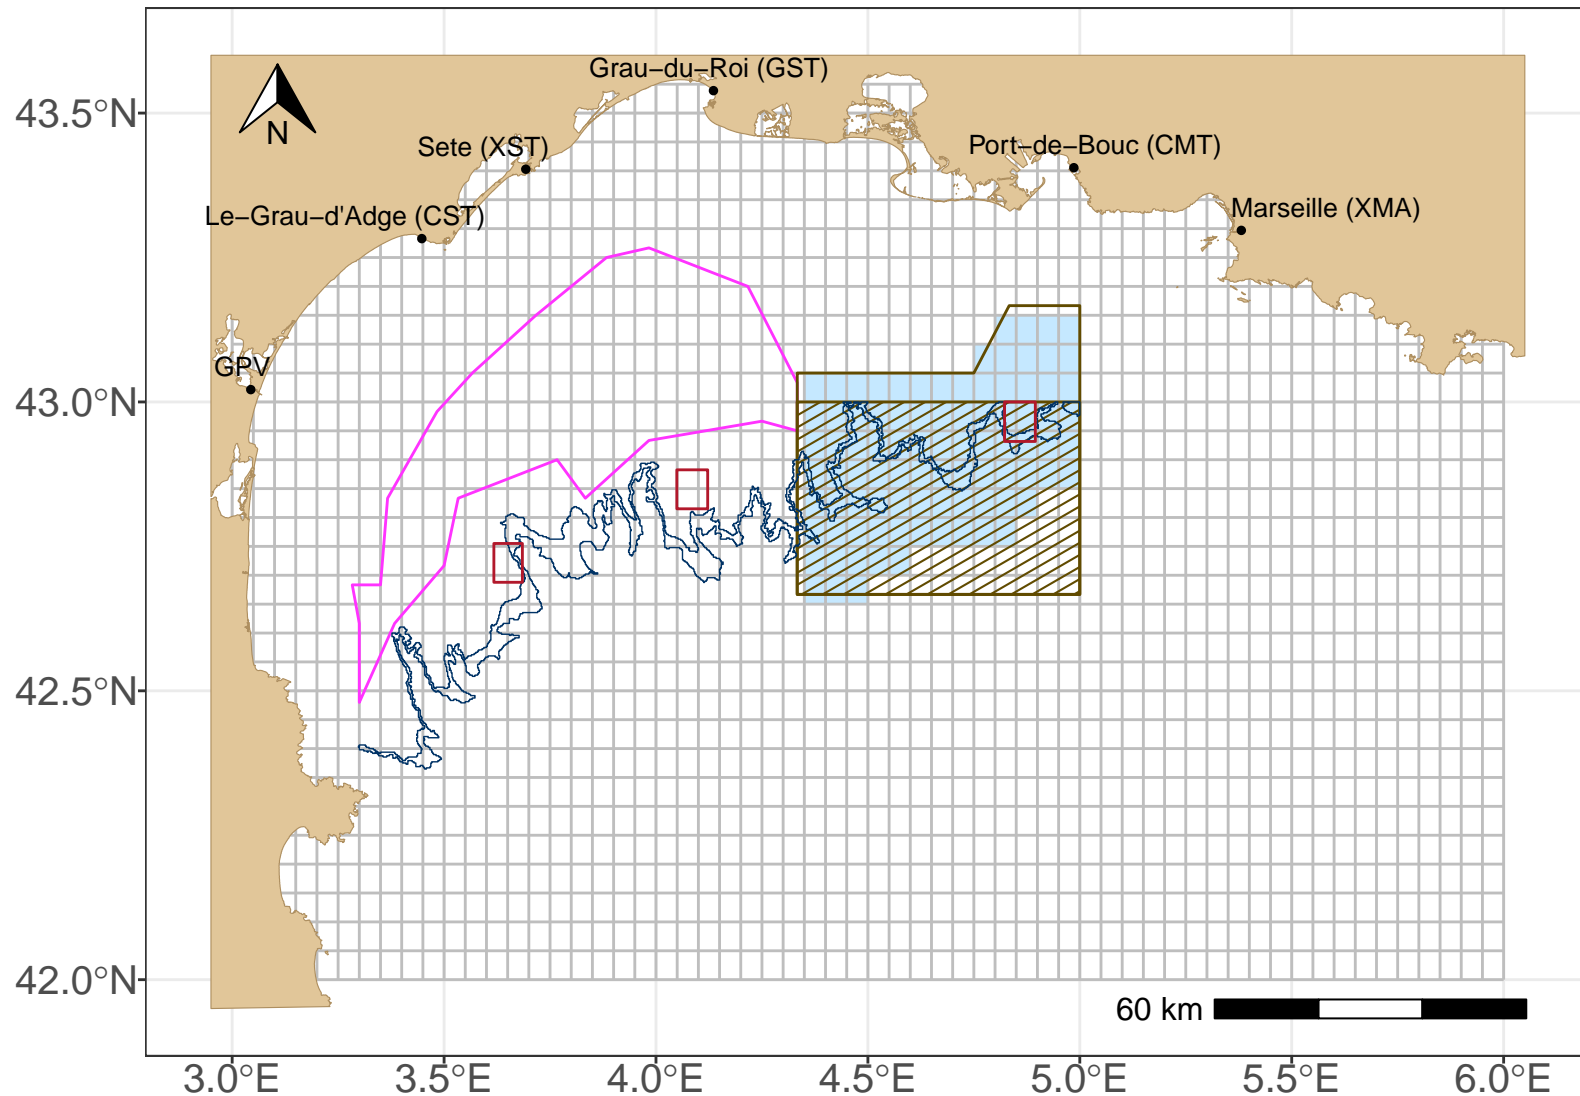 Grau−du−Roi (GST)
43.5°N
N
Sete (XST)
Port−de−Bouc (CMT)
Le−Grau−d'Adge (CST)
Marseille (XMA)
GPV
43.0°N
42.5°N
42.0°N
60 km
3.0°E 3.5°E 4.0°E 4.5°E 5.0°E 5.5°E 6.0°E